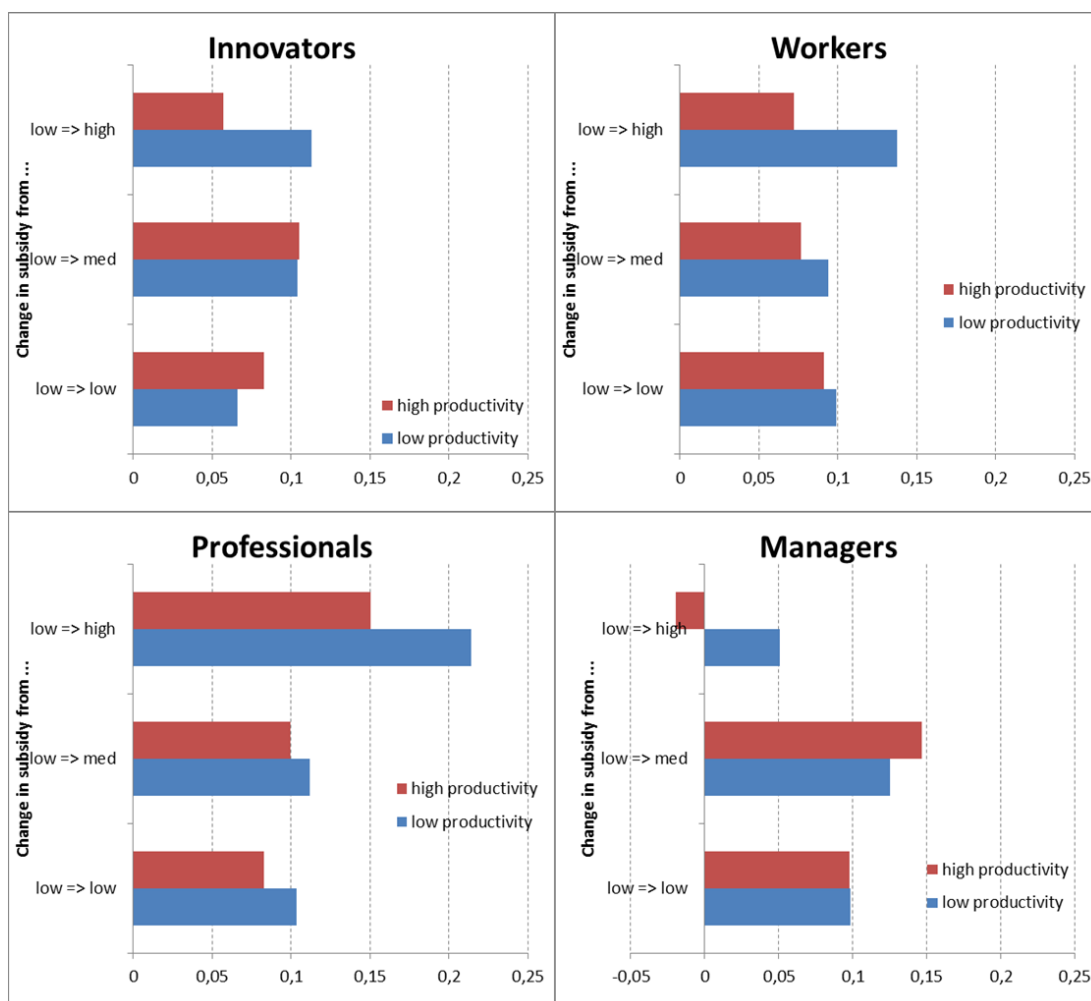 Innovators
Change in subsidy from ...
low => high
low => med
low => low
high productivity
low productivity
0 0,05 0,1 0,15 0,2 0,25
Workers
Change in subsidy from ...
low => high
low => med
low => low
high productivity
low productivity
0 0,05 0,1 0,15 0,2 0,25
Professionals
Change in subsidy from ...
low => high
low => med
low => low
high productivity
low productivity
0 0,05 0,1 0,15 0,2 0,25
Managers
Change in subsidy from ...
low => high
low => med
low => low
high productivity
low productivity
-0,05 0 0,05 0,1 0,15 0,2 0,25